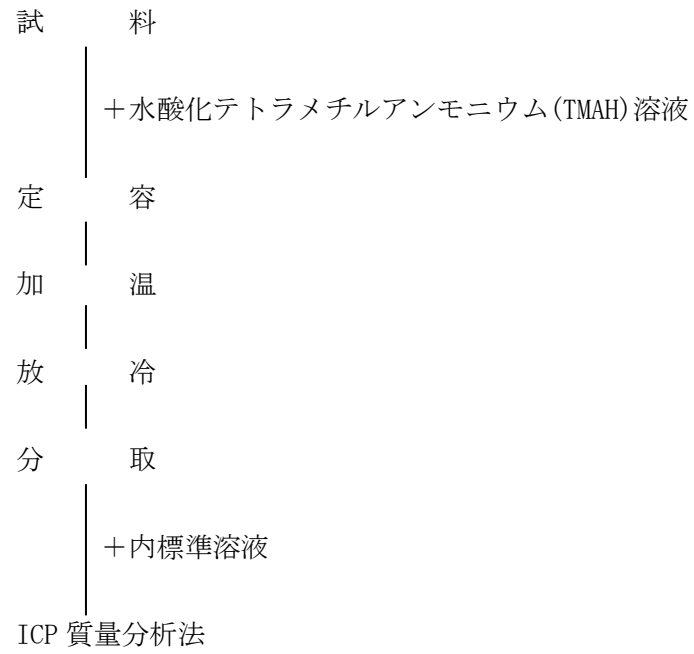 試　　料
＋水酸化テトラメチルアンモニウム(TMAH)溶液
定　　容
加　　温
放　　冷
分　　取
＋内標準溶液
ICP 質量分析法